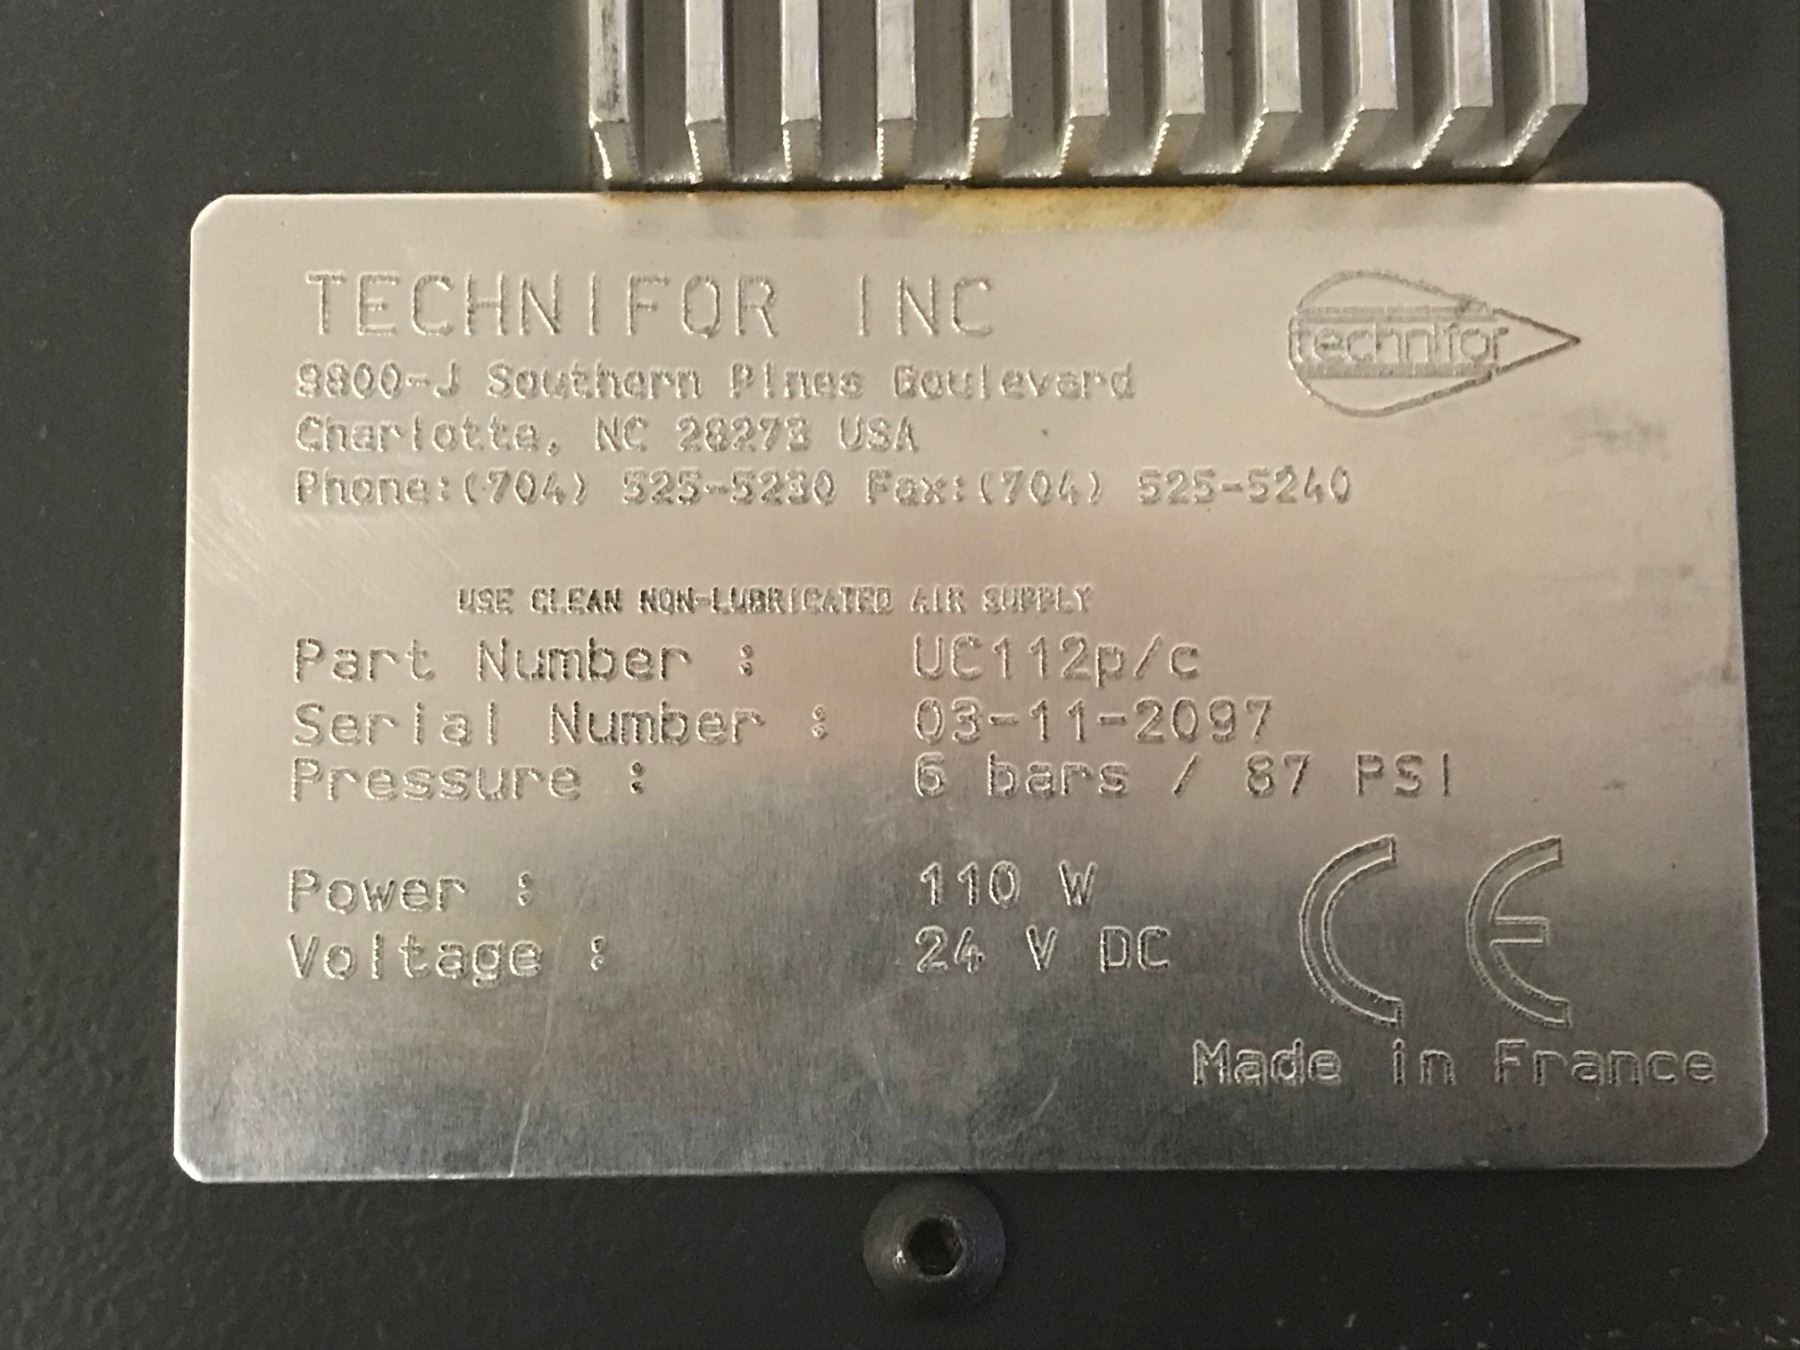 TECHNIFOR INC
technifor
9800-J Southern Pines Boulevard
Charlotte, NC 28273 USA
Phone:(704) 525-5230 Fax:(704) 525-5240
USE CLEAN NON-LUBRICATED AIR SUPPLY
Part Number : UC112p/c
Serial Number : 03-11-2097
Pressure : 6 bars / 87 PSI
Power : 110 W
Voltage : 24 V DC
CE
Made in France